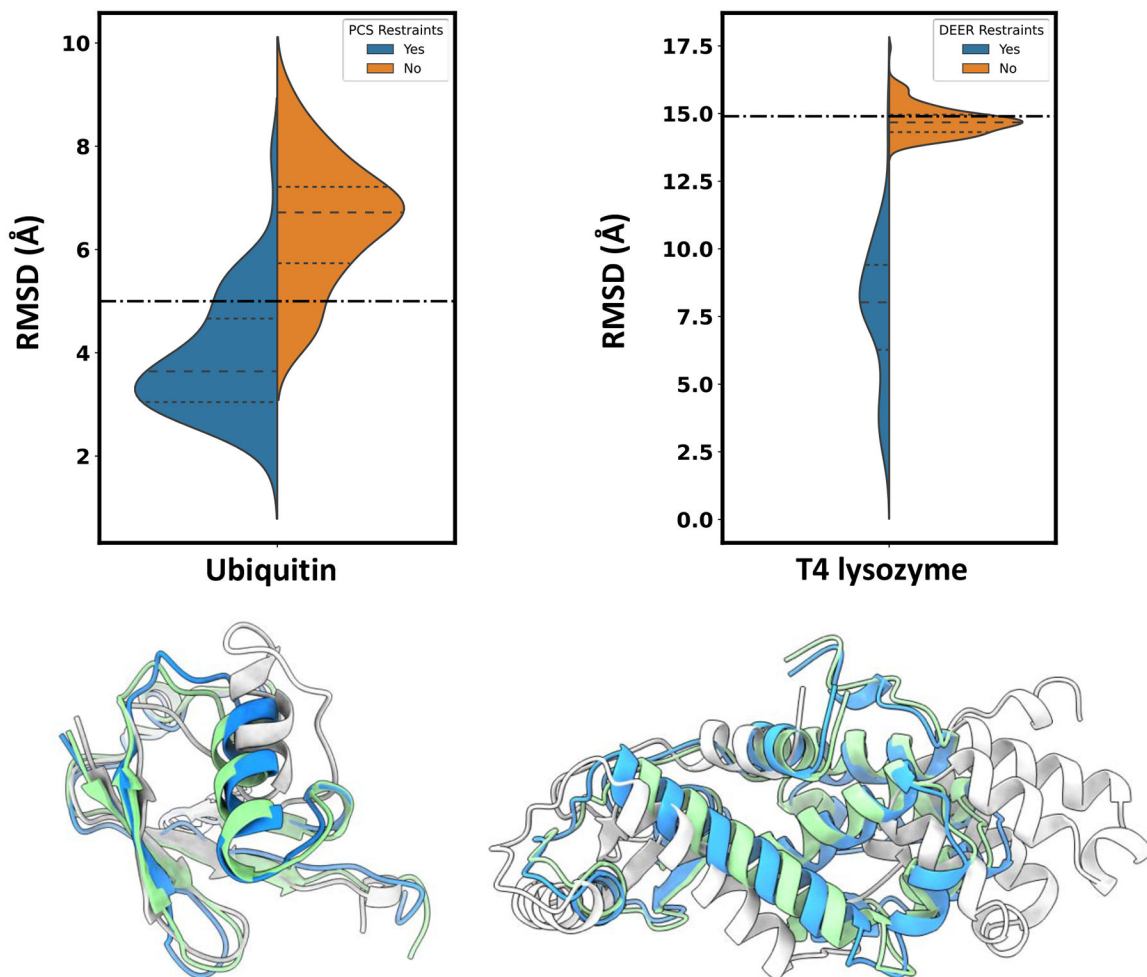 PCS Restraints
Yes
No
10
8
6
4
2
RMSD (Å)
Ubiquitin
DEER Restraints
Yes
No
17.5
15.0
12.5
10.0
7.5
5.0
2.5
0.0
RMSD (Å)
T4 lysozyme